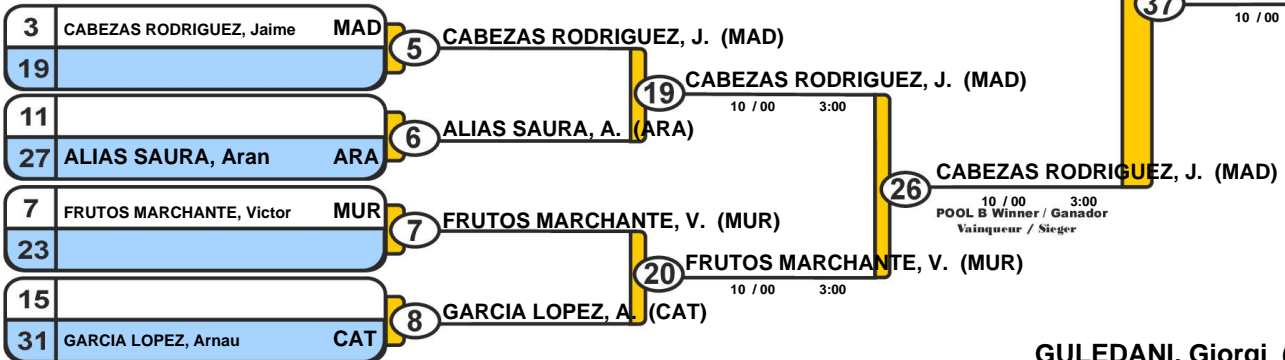 37
10 / 00
3 CABEZAS RODRIGUEZ, Jaime MAD
19
5 CABEZAS RODRIGUEZ, J. (MAD)
19 CABEZAS RODRIGUEZ, J. (MAD)
10 / 00 3:00
11
27 ALIAS SAURA, Aran ARA
6 ALIAS SAURA, A. (ARA)
26 CABEZAS RODRIGUEZ, J. (MAD)
10 / 00 3:00
POOL B Winner / Ganador
Vainqueur / Sieger
7 FRUTOS MARCHANTE, Victor MUR
23
7 FRUTOS MARCHANTE, V. (MUR)
20 FRUTOS MARCHANTE, V. (MUR)
10 / 00 3:00
15
31 GARCIA LOPEZ, Arnau CAT
8 GARCIA LOPEZ, A. (CAT)
GULEDANI, Giorgi (